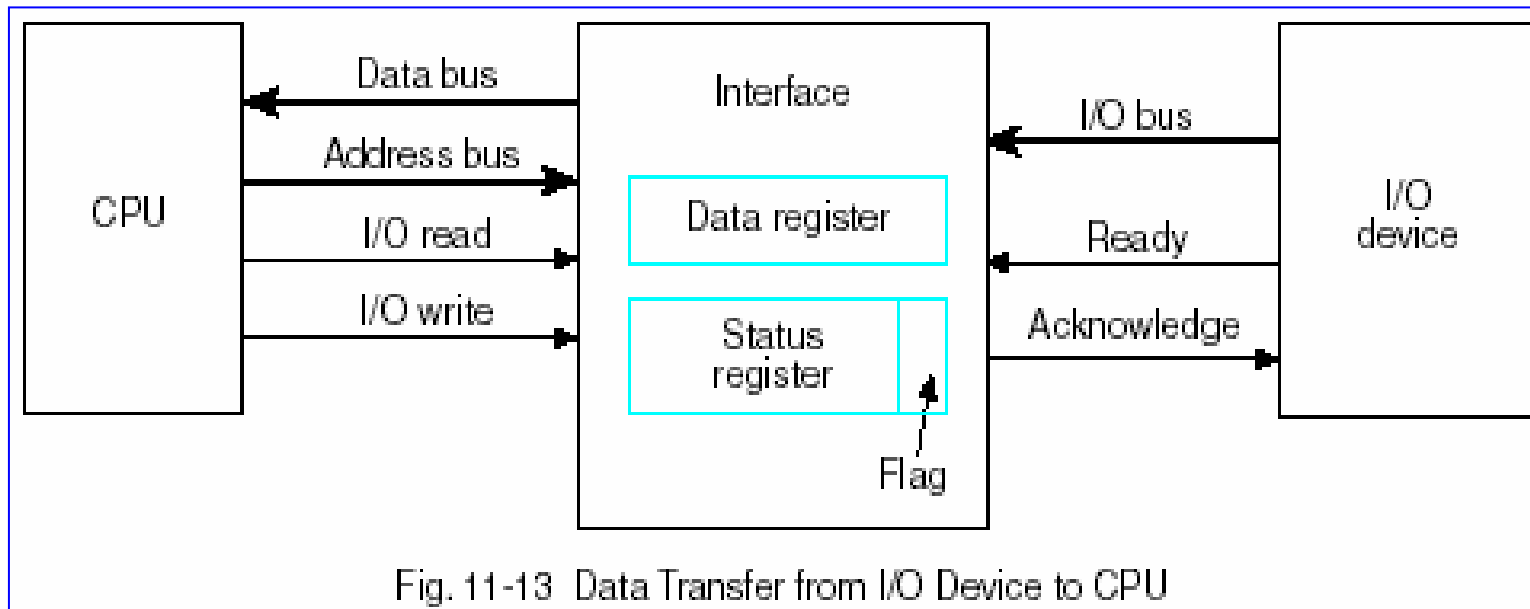 Data bus
Interface
I/O bus
Address bus
CPU
Data register
I/O
device
I/O read
Ready
I/O write
Status
register
Acknowledge
Flag
Fig. 11-13 Data Transfer from I/O Device to CPU